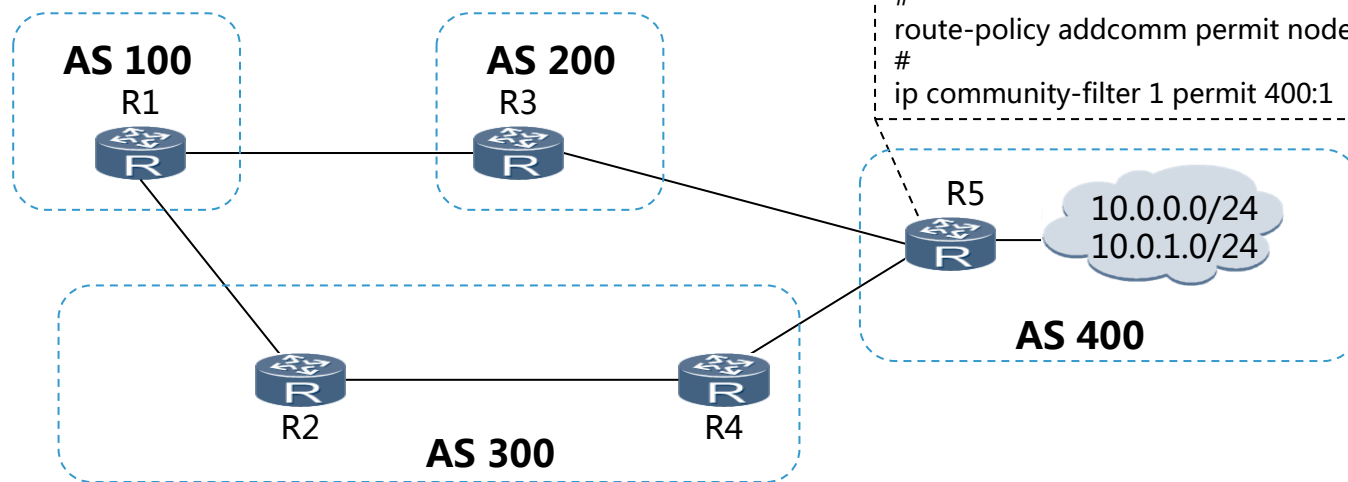 #
route-policy addcomm permit node
#
ip community-filter 1 permit 400:1
AS 100
R1
AS 200
R3
R
R
R5
R
10.0.0.0/24
10.0.1.0/24
AS 400
R
R2
R
R4
AS 300